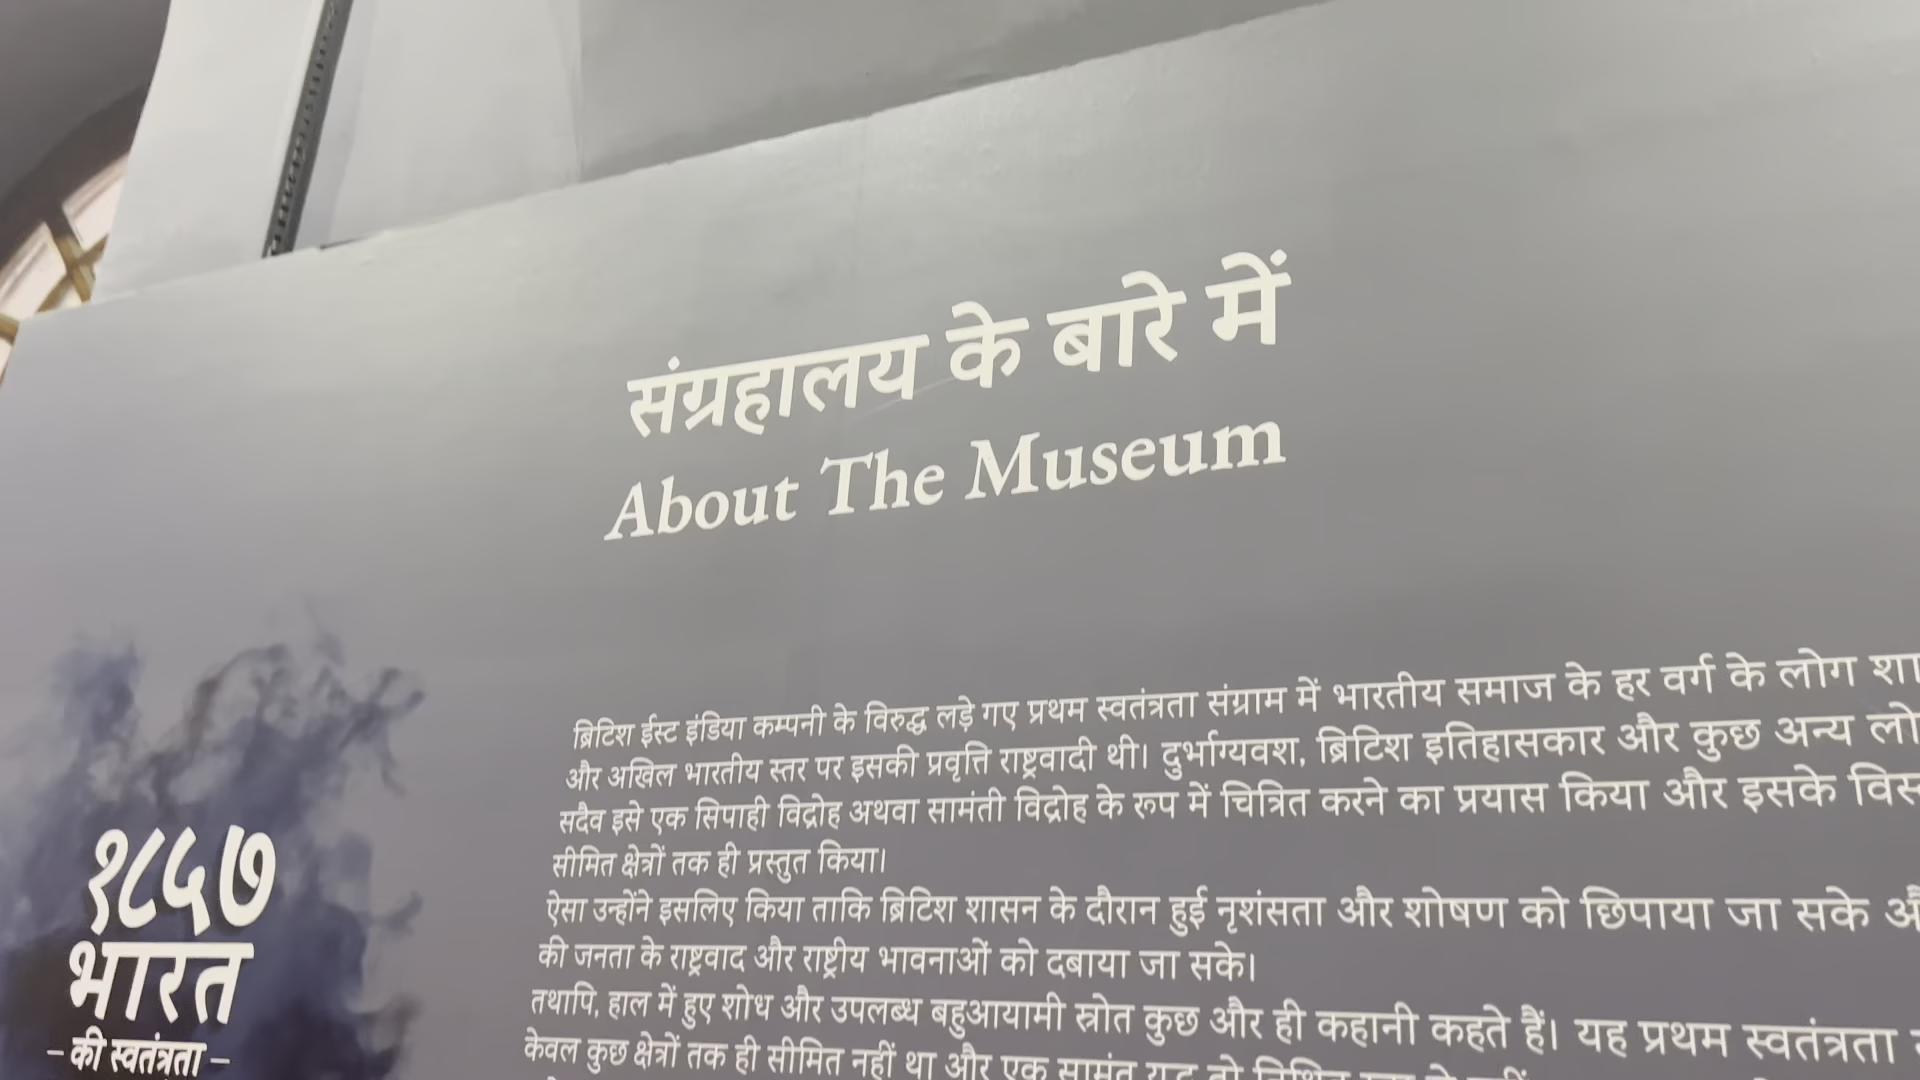 संग्रहालय के बारे में
About The Museum
ब्रिटिश ईस्ट इंडिया कम्पनी के विरुद्ध लड़े गए प्रथम स्वतंत्रता संग्राम में भारतीय समाज के हर वर्ग के लोग
और अखिल भारतीय स्तर पर इसकी प्रवृत्ति राष्ट्रवादी थी। दुर्भाग्यवश, ब्रिटिश इतिहासकार और कुछ अन्य
सदैव इसे एक सिपाही विद्रोह अथवा सामंती विद्रोह के रूप में चित्रित करने का प्रयास किया और इसके
सीमित क्षेत्रों तक ही प्रस्तुत किया।
ऐसा उन्होंने इसलिए किया ताकि ब्रिटिश शासन के दौरान हुई नृशंसता और शोषण को छिपाया जा सके
की जनता के राष्ट्रवाद और राष्ट्रीय भावनाओं को दबाया जा सके।
तथापि, हाल में हुए शोध और उपलब्ध बहुआयामी स्रोत कुछ और ही कहानी कहते हैं। यह प्रथम स्वतंत्रता
केवल कुछ क्षेत्रों तक ही सीमित नहीं था और एक
१८५७
भारत
– की स्वतंत्रता –